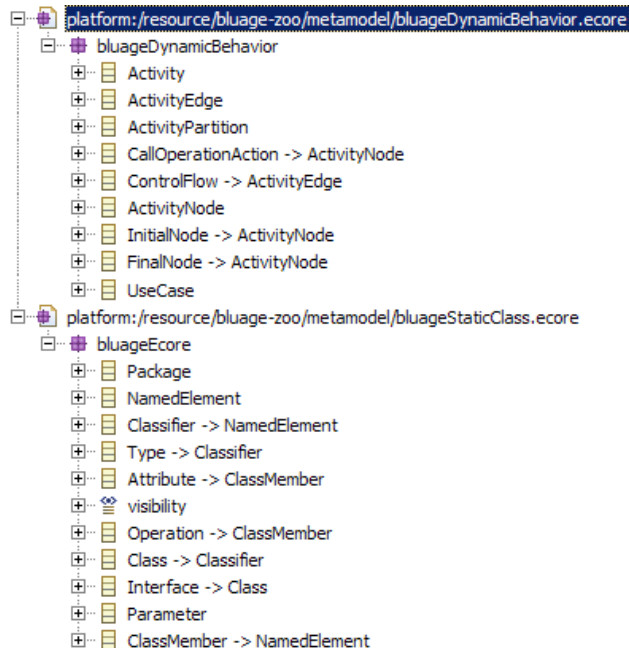 platform:/resource/bluage-zoo/metamodel/bluageDynamicBehavior.ecore
bluageDynamicBehavior
Activity
ActivityEdge
ActivityPartition
CallOperationAction -> ActivityNode
ControlFlow -> ActivityEdge
ActivityNode
InitialNode -> ActivityNode
FinalNode -> ActivityNode
UseCase
platform:/resource/bluage-zoo/metamodel/bluageStaticClass.ecore
bluageEcore
Package
NamedElement
Classifier -> NamedElement
Type -> Classifier
Attribute -> ClassMember
visibility
Operation -> ClassMember
Class -> Classifier
Interface -> Class
Parameter
ClassMember -> NamedElement